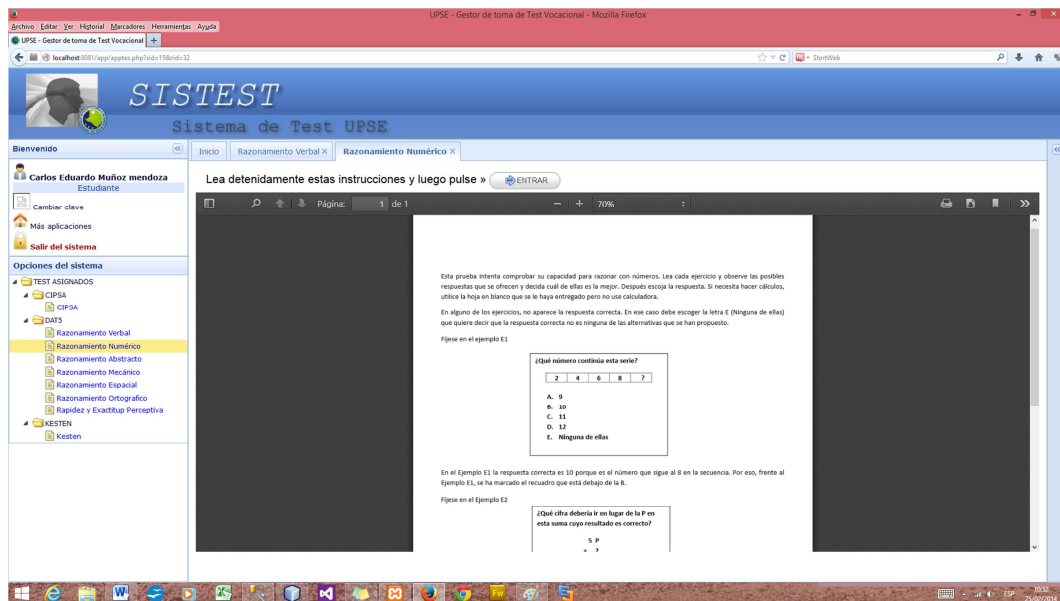 UPSE - Gestor de toma de Test Vocacional - Mozilla Firefox
Archivo Editar Ver Historial Marcadores Herramientas Ayuda
UPSE - Gestor de toma de Test Vocacional
localhost:8081/app/apptes.php?sid=15&rid=32
StartWeb
SISTEST
Sistema de Test UPSE
Bienvenido
Inicio Razonamiento Verbal × Razonamiento Numérico ×
Carlos Eduardo Muñoz mendoza
Estudiante
Cambiar clave
Más aplicaciones
Salir del sistema
Opciones del sistema
TEST ASIGNADOS
CIPSA
CIPSA
DAT5
Razonamiento Verbal
Razonamiento Numérico
Razonamiento Abstracto
Razonamiento Mecánico
Razonamiento Espacial
Razonamiento Ortografico
Rapidez y Exactitup Perceptiva
KESTEN
Kesten
Lea detenidamente estas instrucciones y luego pulse » ENTRAR
Página: 1 de 1 70%
Esta prueba intenta comprobar su capacidad para razonar con números. Lea cada ejercicio y observe las posibles
respuestas que se ofrecen y decida cuál de ellas es la mejor. Después escoja la respuesta. Si necesita hacer cálculos,
utilice la hoja en blanco que se le haya entregado pero no use calculadora.
En alguno de los ejercicios, no aparece la respuesta correcta. En ese caso debe escoger la letra E (Ninguna de ellas)
que quiere decir que la respuesta correcta no es ninguna de las alternativas que se han propuesto.
Fíjese en el ejemplo E1
¿Qué número continúa esta serie?
2 4 6 8 ?
A. 9
B. 10
C. 11
D. 12
E. Ninguna de ellas
En el Ejemplo E1 la respuesta correcta es 10 porque es el número que sigue al 8 en la secuencia. Por eso, frente al
Ejemplo E1, se ha marcado el recuadro que está debajo de la B.
Fíjese en el Ejemplo E2
¿Qué cifra debería ir en lugar de la P en
esta suma cuyo resultado es correcto?
5 P
+ 2
ESP
10:32
25/02/2014